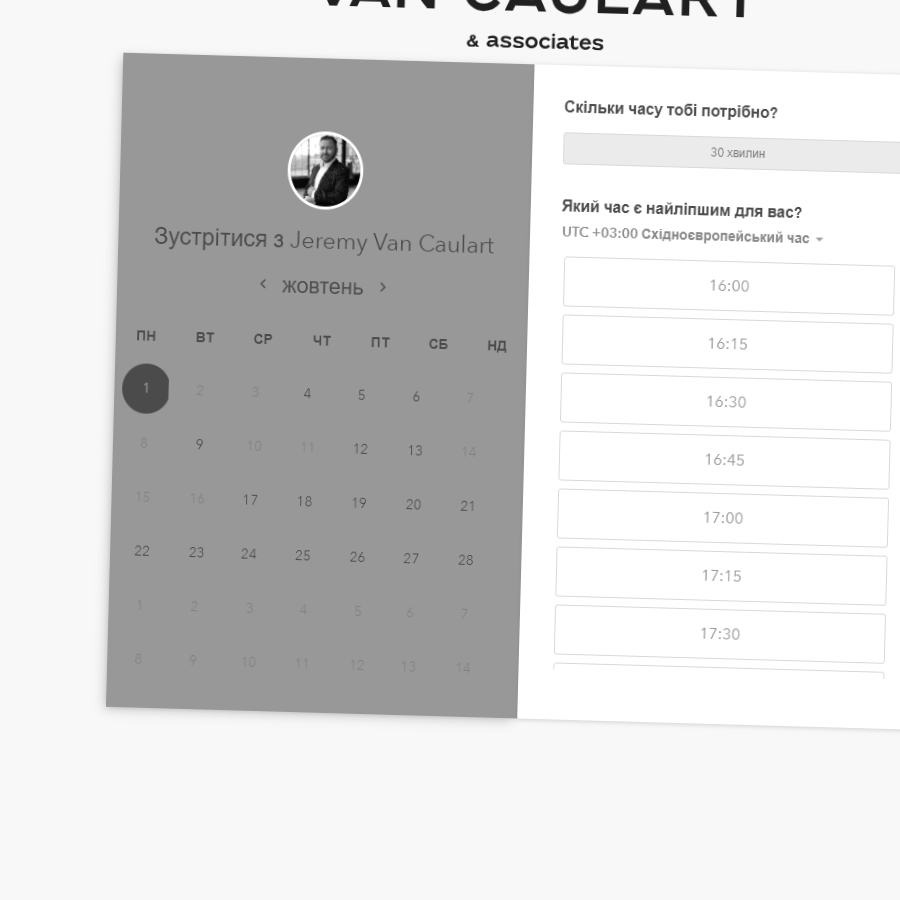 VAN CAULART
& associates
Зустрітися з Jeremy Van Caulart
жовтень
ПН ВТ СР ЧТ ПТ СБ НД
1 2 3 4 5 6 7
8 9 10 11 12 13 14
15 16 17 18 19 20 21
22 23 24 25 26 27 28
1 2 3 4 5 6 7
8 9 10 11 12 13 14
Скільки часу тобі потрібно?
30 хвилин
Який час є найліпшим для вас?
UTC +03:00 Східноєвропейський час
16:00
16:15
16:30
16:45
17:00
17:15
17:30